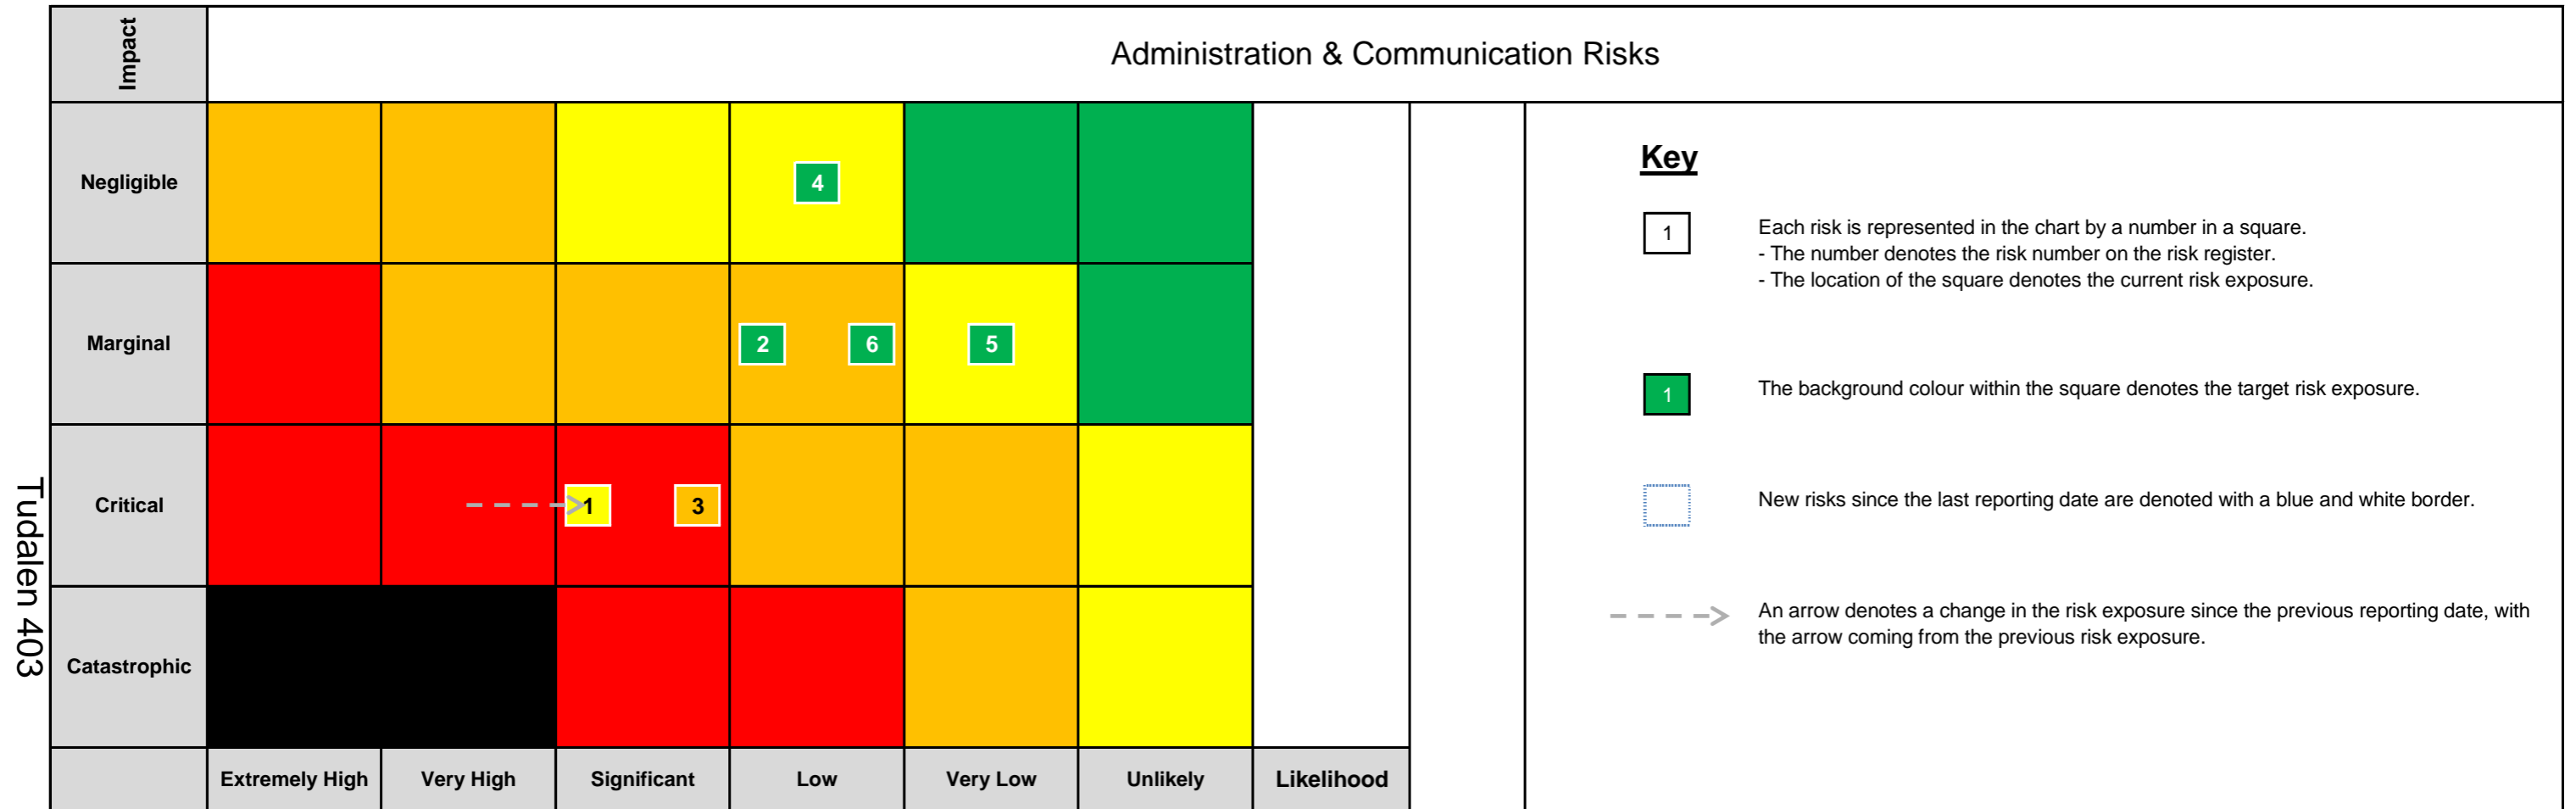 Impact
Administration & Communication Risks
Negligible
4
Marginal
2
6
5
Critical
1
3
Catastrophic
Extremely High
Very High
Significant
Low
Very Low
Unlikely
Likelihood
Key
1
Each risk is represented in the chart by a number in a square.
- The number denotes the risk number on the risk register.
- The location of the square denotes the current risk exposure.
1
The background colour within the square denotes the target risk exposure.
New risks since the last reporting date are denoted with a blue and white border.
An arrow denotes a change in the risk exposure since the previous reporting date, with
the arrow coming from the previous risk exposure.
Tudalen 403